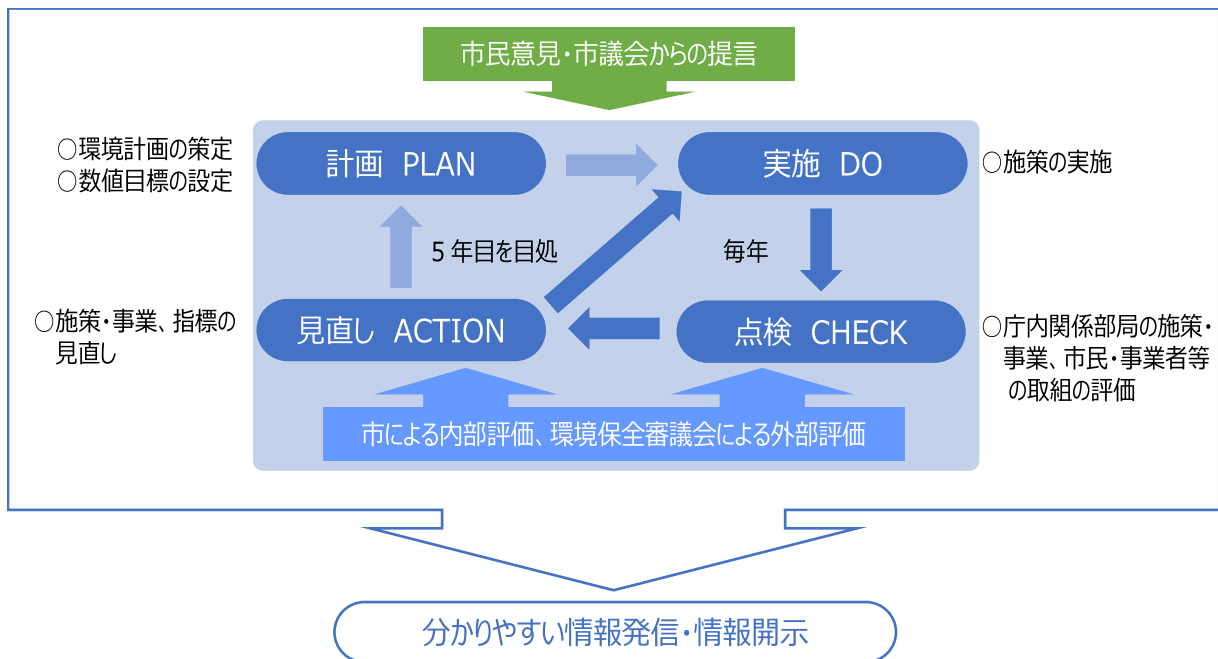 市民意見・市議会からの提言
○環境計画の策定
○数値目標の設定
計画 PLAN
実施 DO
○施策の実施
5年目を目処
毎年
○施策・事業、指標の
見直し
見直し ACTION
点検 CHECK
○庁内関係部局の施策・
事業、市民・事業者等
の取組の評価
市による内部評価、環境保全審議会による外部評価
分かりやすい情報発信・情報開示